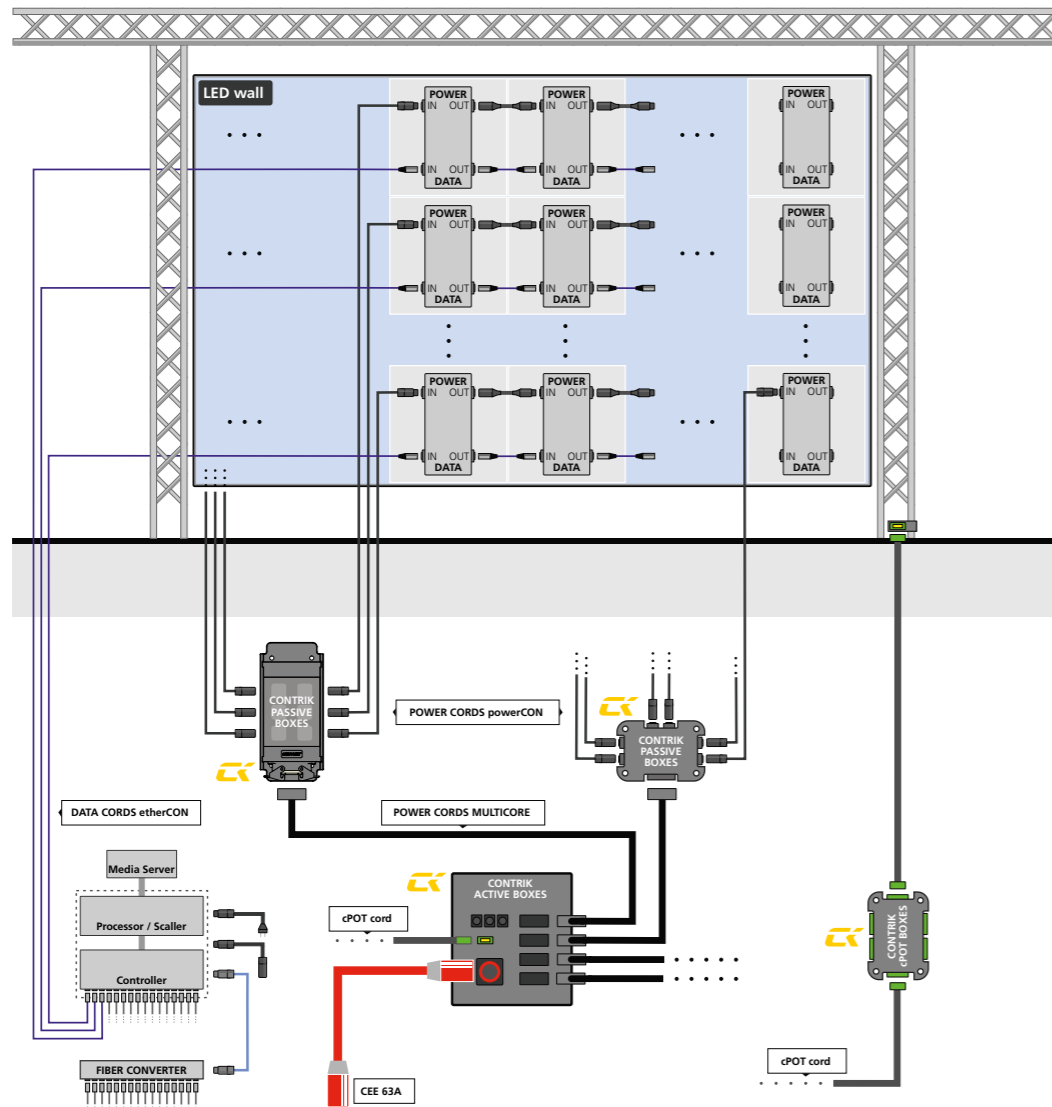 LED wall
POWER
IN OUT
IN OUT
DATA
POWER
IN OUT
IN OUT
DATA
POWER
IN OUT
IN OUT
DATA
POWER
IN OUT
IN OUT
DATA
POWER
IN OUT
IN OUT
DATA
POWER
IN OUT
IN OUT
DATA
POWER
IN OUT
IN OUT
DATA
POWER
IN OUT
IN OUT
DATA
POWER
IN OUT
IN OUT
DATA
CONTRIK
PASSIVE
BOXES
POWER CORDS powerCON
CONTRIK
PASSIVE
BOXES
CK
CK
DATA CORDS etherCON
POWER CORDS MULTICORE
Media Server
Processor / Scaller
Controller
FIBER CONVERTER
CK
CONTRIK
ACTIVE BOXES
cPOT cord
CEE 63A
CK
CONTRIK
cPOT BOXES
cPOT cord